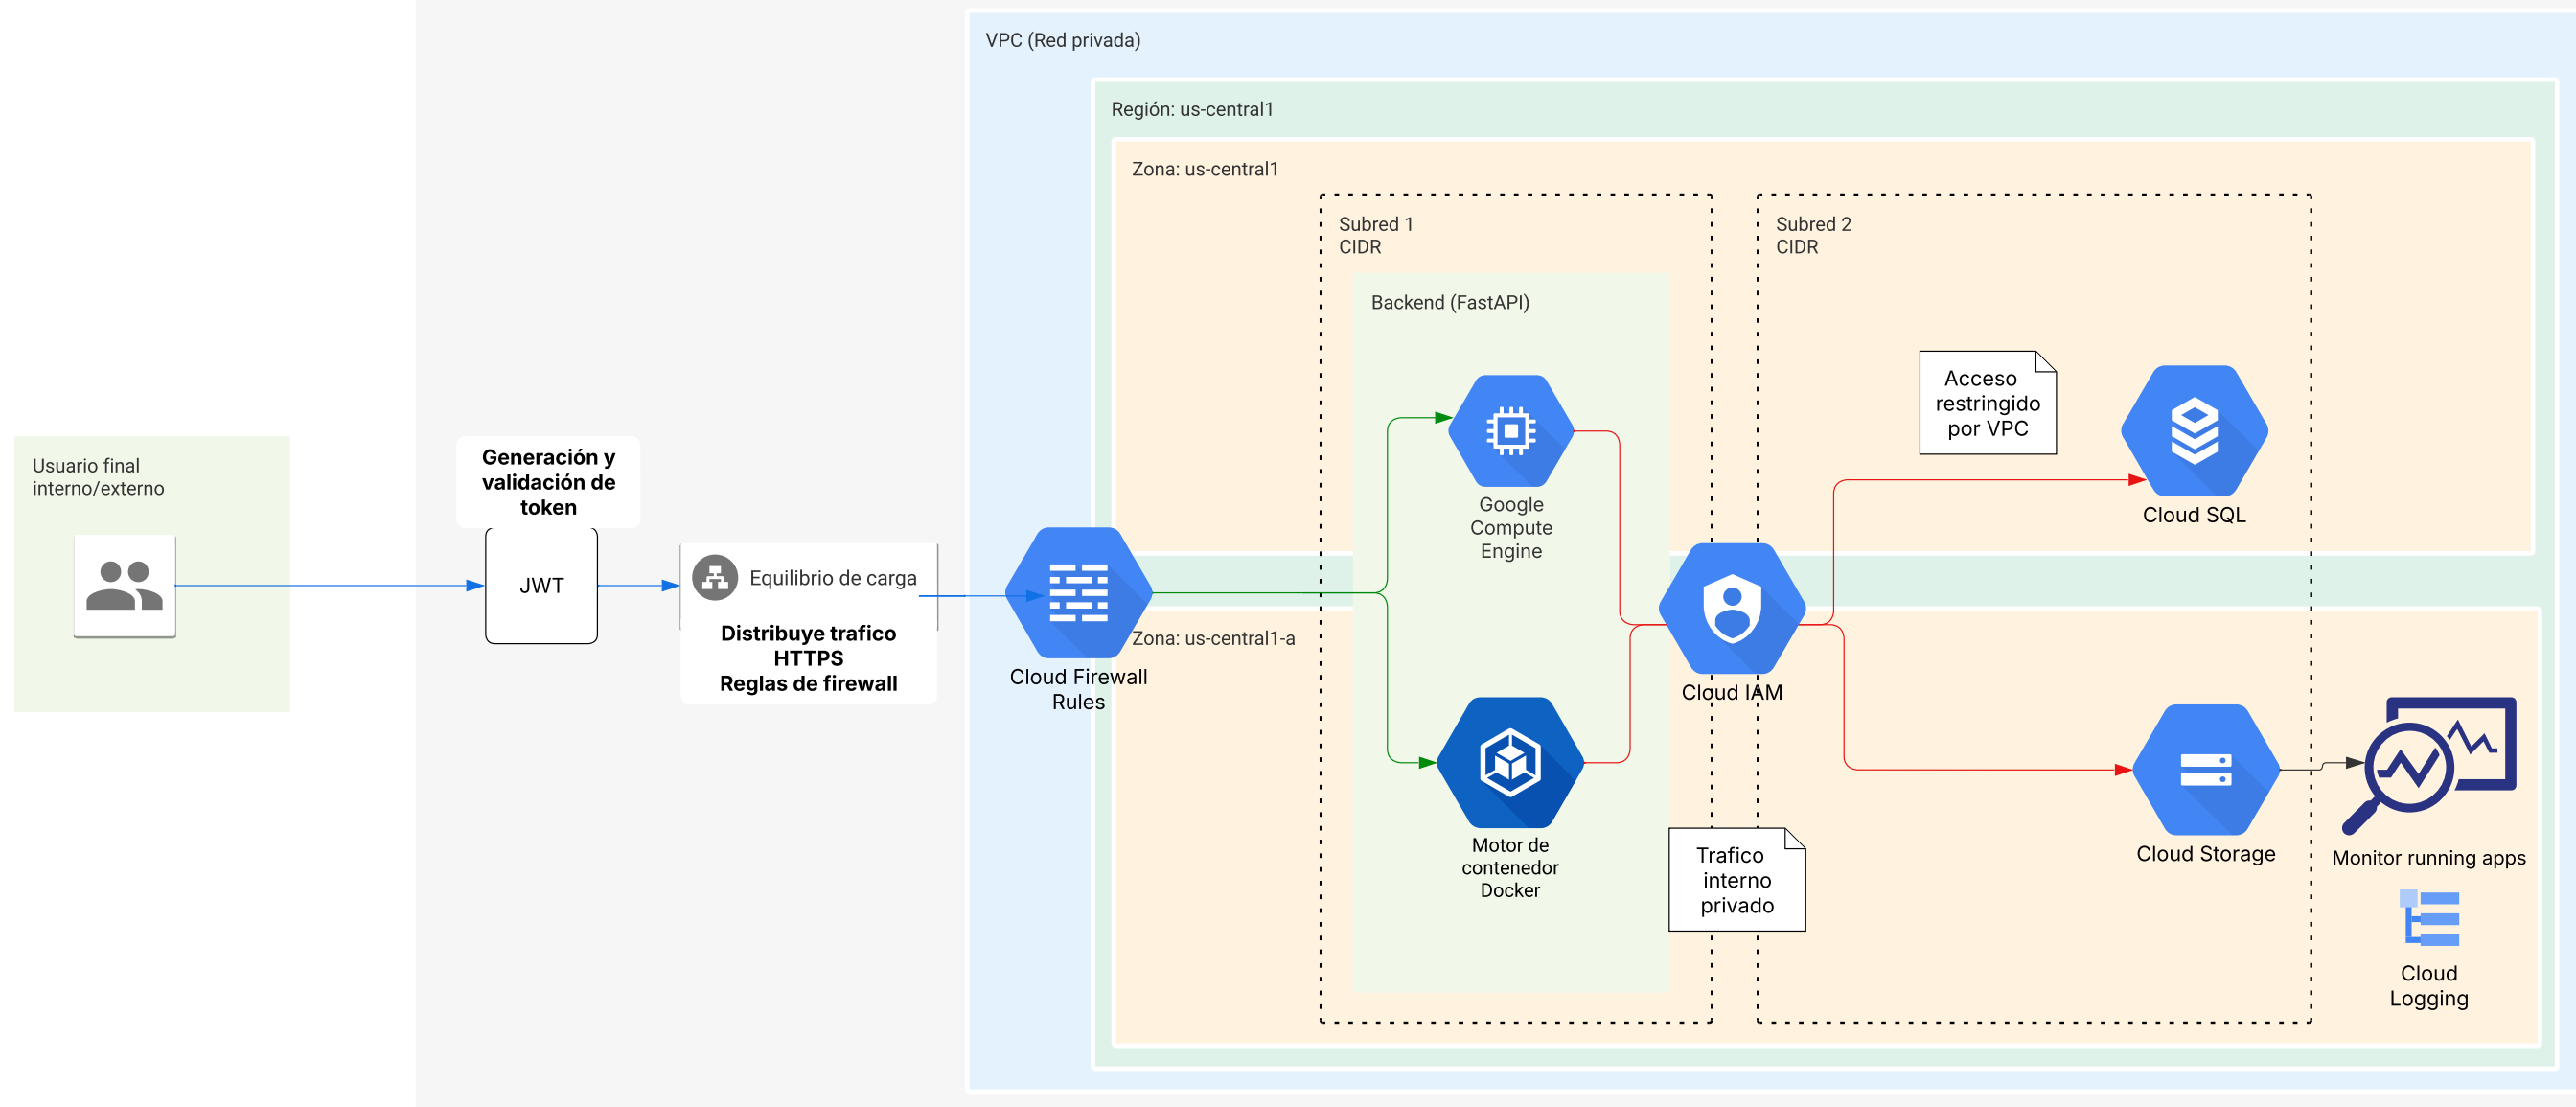 VPC (Red privada)
Región: us-central1
Zona: us-central1
Subred 1
CIDR
Subred 2
CIDR
Backend (FastAPI)
Acceso
restringido
por VPC
Usuario final
interno/externo
Generación y
validación de
token
Google
Compute
Engine
Cloud SQL
JWT
Equilibrio de carga
Distribuye trafico
HTTPS
Reglas de firewall
Zona: us-central1-a
Cloud Firewall
Rules
Cloud IAM
Motor de
contenedor
Docker
Trafico
interno
privado
Cloud Storage
Monitor running apps
Cloud
Logging